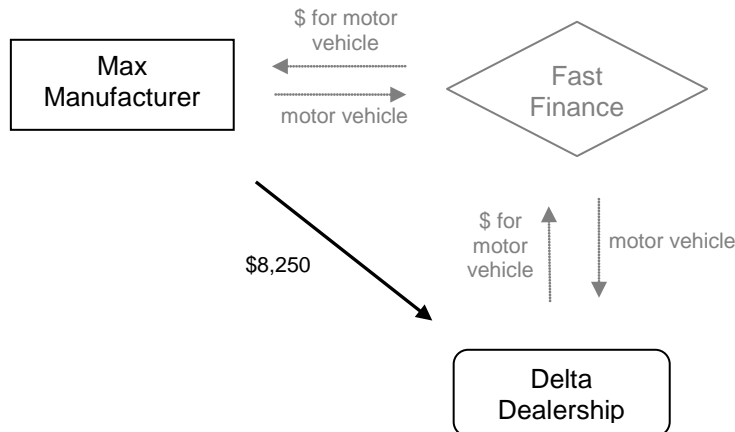 $ for motor
vehicle
Max
Manufacturer
Fast
Finance
motor vehicle
$8,250
$ for
motor
vehicle
motor vehicle
Delta
Dealership